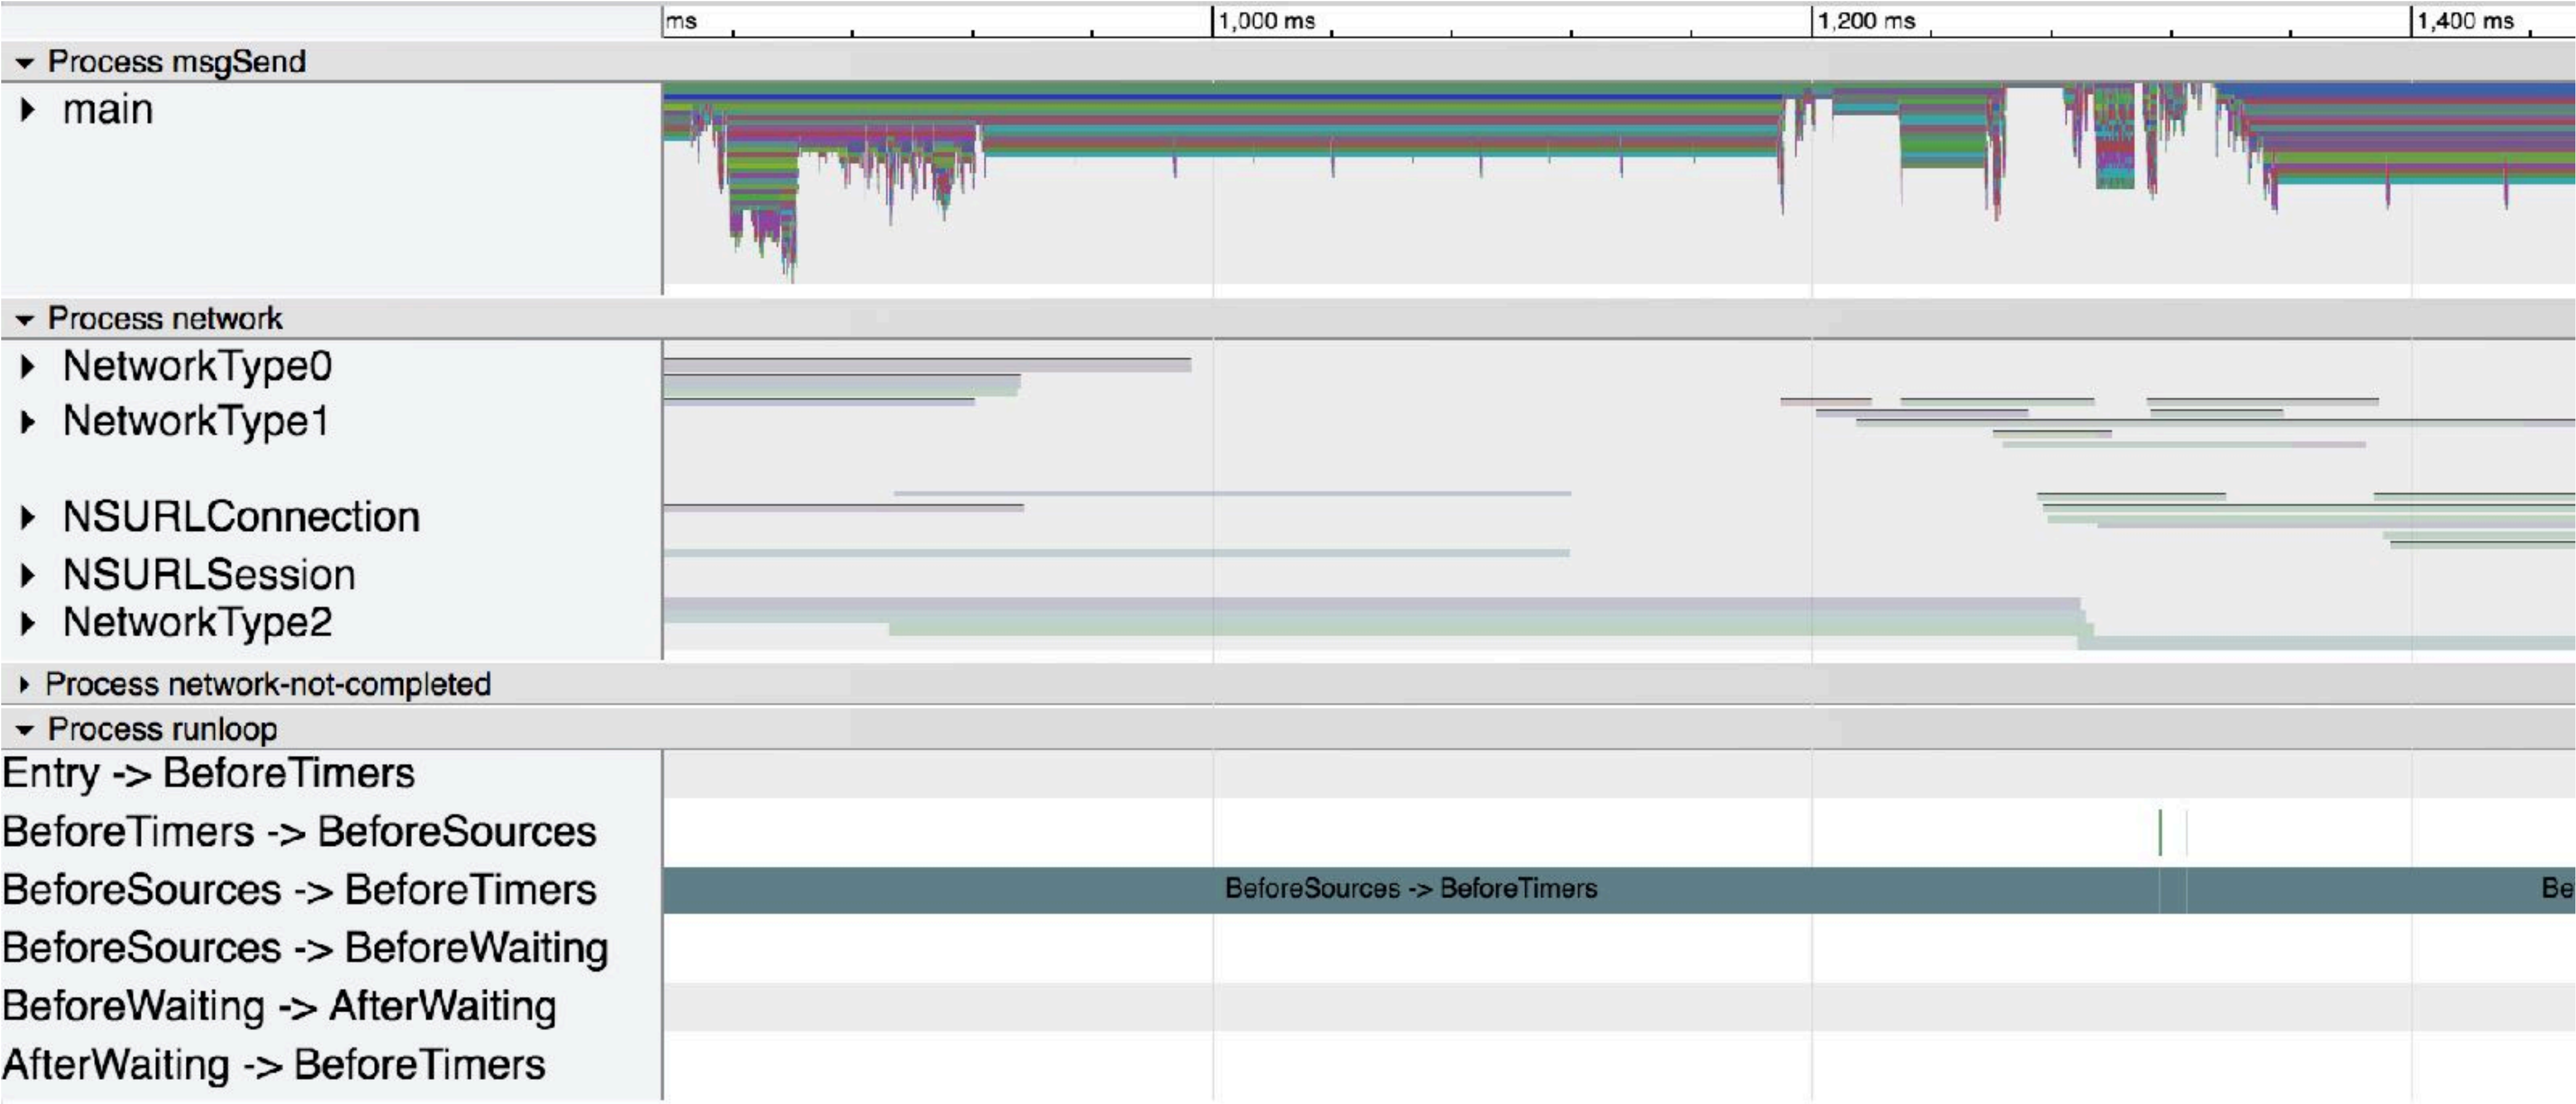 ms 1,000 ms 1,200 ms 1,400 ms
Process msgSend
main
Process network
NetworkType0
NetworkType1
NSURLConnection
NSURLSession
NetworkType2
Process network-not-completed
Process runloop
Entry -> BeforeTimers
BeforeTimers -> BeforeSources
BeforeSources -> BeforeTimers BeforeSources -> BeforeTimers Be
BeforeSources -> BeforeWaiting
BeforeWaiting -> AfterWaiting
AfterWaiting -> BeforeTimers